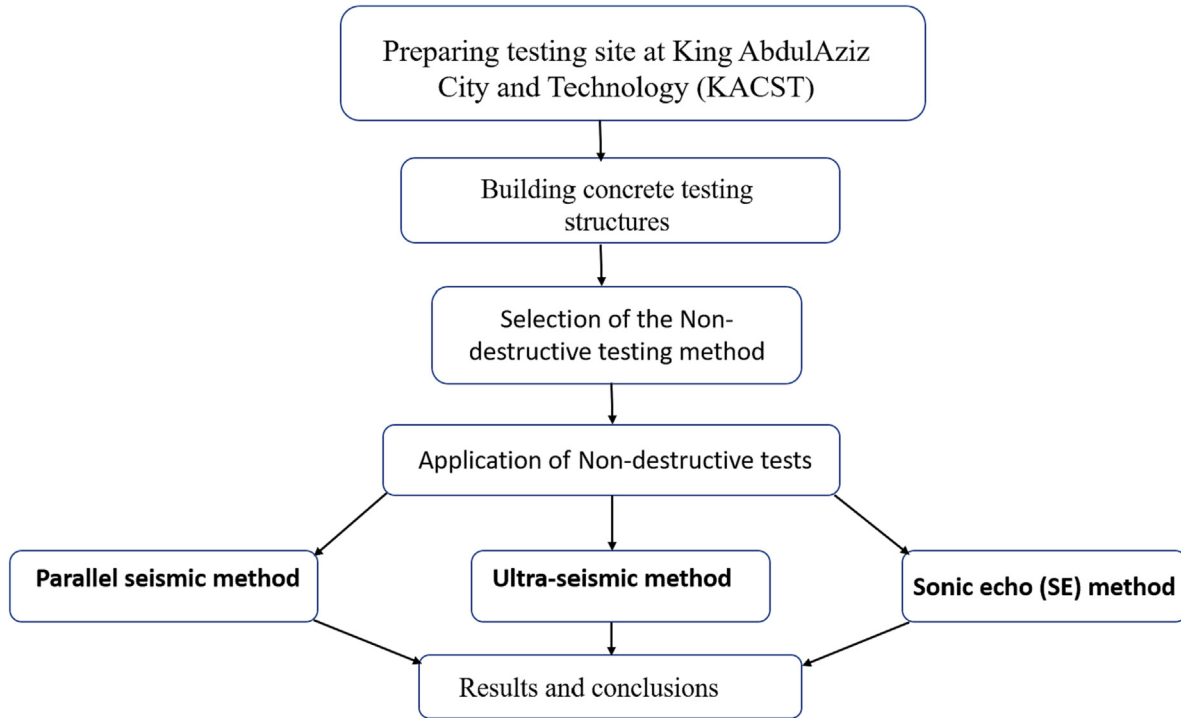 Preparing testing site at King AbdulAziz
City and Technology (KACST)
Building concrete testing
structures
Selection of the Non-
destructive testing method
Application of Non-destructive tests
Parallel seismic method
Ultra-seismic method
Sonic echo (SE) method
Results and conclusions